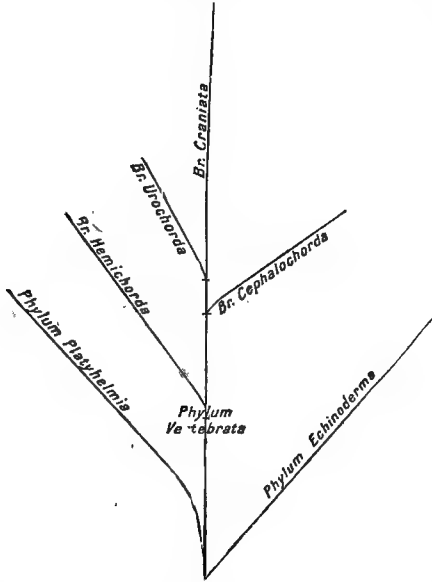 Br. Craniata
Br. Urochorda
Br. Hemichorda
Br. Cephalochorda
Phylum Platyhelmia
Phylum
Vertebrata
Phylum Echinoderma